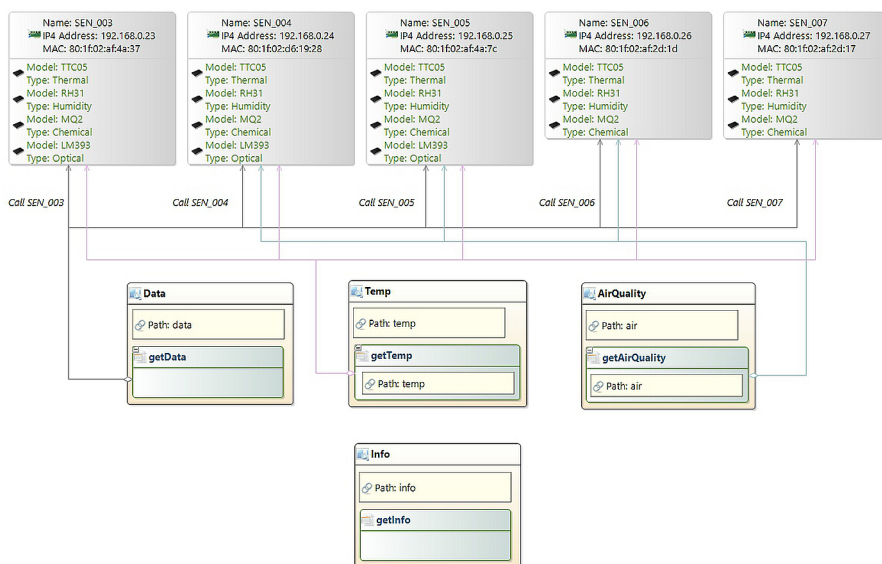 Name: SEN_003
IP4 Address: 192.168.0.23
MAC: 80:1f:02:af:4a:37
Model: TTC05
Type: Thermal
Model: RH31
Type: Humidity
Model: MQ2
Type: Chemical
Model: LM393
Type: Optical
Name: SEN_004
IP4 Address: 192.168.0.24
MAC: 80:1f:02:d6:19:28
Model: TTC05
Type: Thermal
Model: RH31
Type: Humidity
Model: MQ2
Type: Chemical
Model: LM393
Type: Optical
Name: SEN_005
IP4 Address: 192.168.0.25
MAC: 80:1f:02:af:4a:7c
Model: TTC05
Type: Thermal
Model: RH31
Type: Humidity
Model: MQ2
Type: Chemical
Model: LM393
Type: Optical
Name: SEN_006
IP4 Address: 192.168.0.26
MAC: 80:1f:02:af:2d:1d
Model: TTC05
Type: Thermal
Model: RH31
Type: Humidity
Model: MQ2
Type: Chemical
Name: SEN_007
IP4 Address: 192.168.0.27
MAC: 80:1f:02:af:2d:17
Model: TTC05
Type: Thermal
Model: RH31
Type: Humidity
Model: MQ2
Type: Chemical
Call SEN_003
Call SEN_004
Call SEN_005
Call SEN_006
Call SEN_007
Data
Path: data
getData
Temp
Path: temp
getTemp
Path: temp
AirQuality
Path: air
getAirQuality
Path: air
Info
Path: info
getInfo